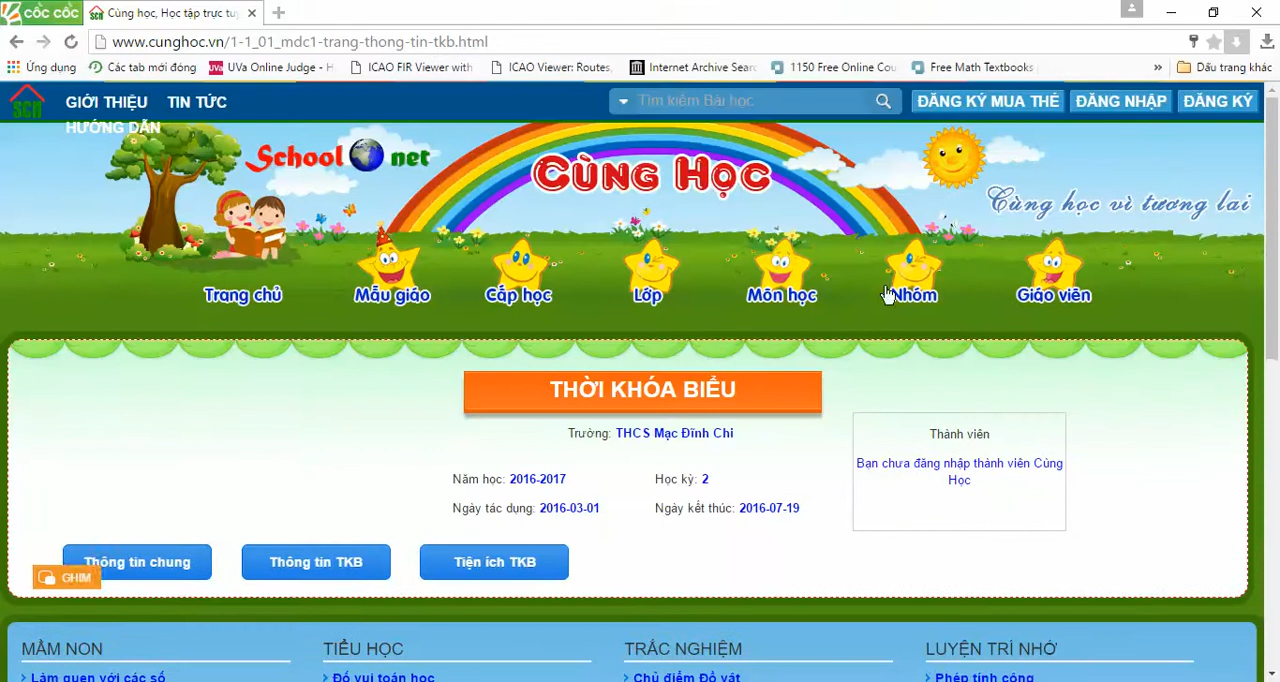 CỐC CỐC
Cùng học, Học tập trực tu
www.cunghoc.vn/1-1_01_mdc1-trang-thong-tin-tkb.html
Ứng dụng
Các tab mới đóng
UVa Online Judge - H
ICAO FIR Viewer with
ICAO Viewer: Routes,
Internet Archive Sear
1150 Free Online Cou
Free Math Textbooks
»
Dấu trang khác
SCN
GIỚI THIỆU
TIN TỨC
Tìm kiếm Bài học
ĐĂNG KÝ MUA THẺ
ĐĂNG NHẬP
ĐĂNG KÝ
HƯỚNG DẪN
School net
CÙNG HỌC
Cùng học vì tương lai
Trang chủ
Mẫu giáo
Cấp học
Lớp
Môn học
Nhóm
Giáo viên
THỜI KHÓA BIỂU
Trường: THCS Mạc Đĩnh Chi
Thành viên
Bạn chưa đăng nhập thành viên Cùng
Học
Năm học: 2016-2017
Học kỳ: 2
Ngày tác dụng: 2016-03-01
Ngày kết thúc: 2016-07-19
Thông tin chung
Thông tin TKB
Tiện ích TKB
GHIM
MẦM NON
TIỂU HỌC
TRẮC NGHIỆM
LUYỆN TRÍ NHỚ
Làm quen với các số
Đố vui toán học
Chủ điểm Đồ vật
Phép tính cộng